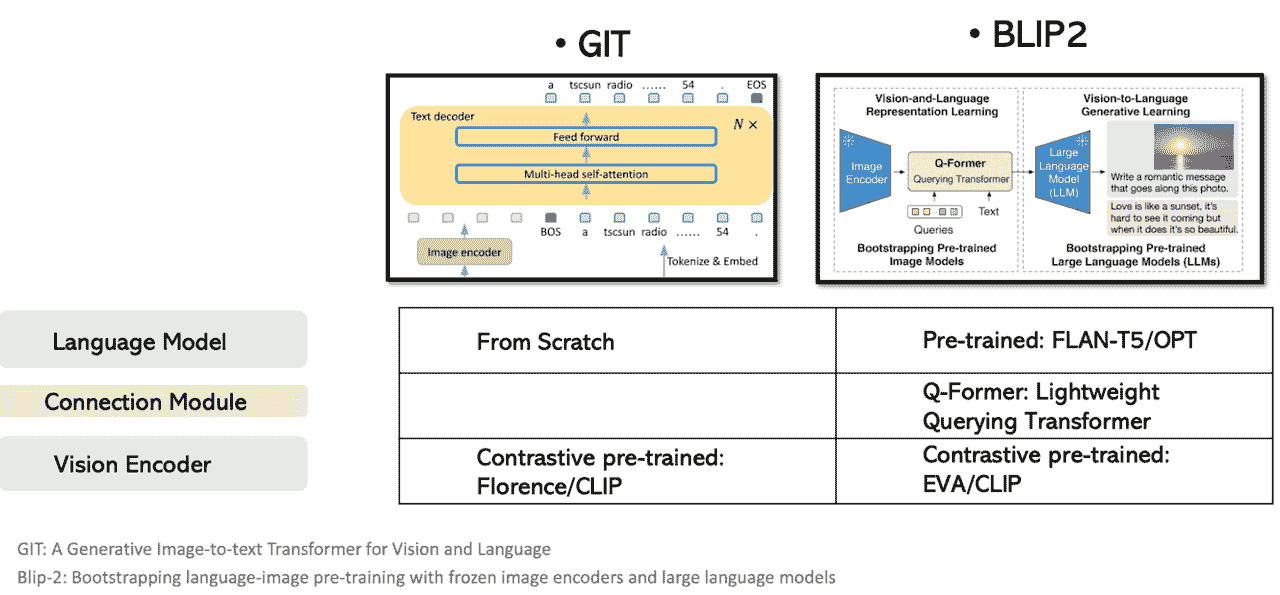 • GIT
• BLIP2
a tscsun radio ...... 54 . EOS
Text decoder
N ×
Feed forward
Multi-head self-attention
BOS a tscsun radio ...... 54 .
Image encoder
Tokenize & Embed
Vision-and-Language
Representation Learning
Vision-to-Language
Generative Learning
Image
Encoder
Q-Former
Querying Transformer
Queries
Text
Bootstrapping Pre-trained
Image Models
Large
Language
Model
(LLM)
Write a romantic message
that goes along this photo.
Love is like a sunset, it's
hard to see it coming but
when it does it's so beautiful.
Bootstrapping Pre-trained
Large Language Models (LLMs)
Language Model
From Scratch
Pre-trained: FLAN-T5/OPT
Connection Module
Q-Former: Lightweight
Querying Transformer
Vision Encoder
Contrastive pre-trained:
Florence/CLIP
Contrastive pre-trained:
EVA/CLIP
GIT: A Generative Image-to-text Transformer for Vision and Language
Blip-2: Bootstrapping language-image pre-training with frozen image encoders and large language models